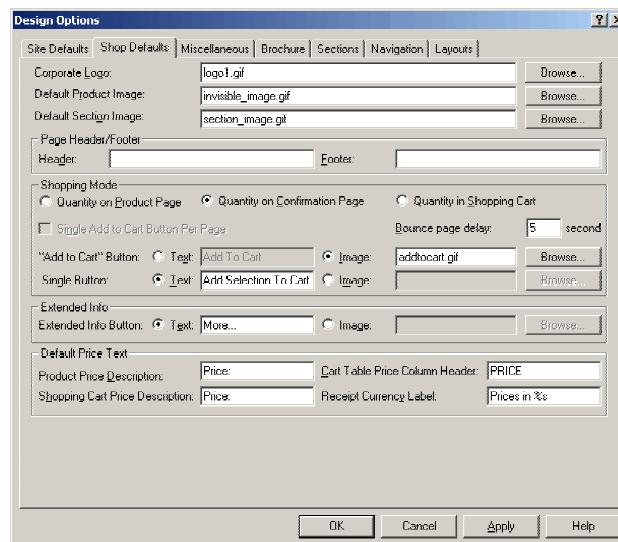 Design Options
Site Defaults Shop Defaults Miscellaneous Brochure Sections Navigation Layouts
Corporate Logo: logo1.gif Browse...
Default Product Image: invisible_image.gif Browse...
Default Section Image: section_image.gif Browse...
Page Header/Footer
Header: Footer:
Shopping Mode
Quantity on Product Page Quantity on Confirmation Page Quantity in Shopping Cart
Single Add to Cart Button Per Page Bounce page delay: 5 second
"Add to Cart" Button: Text: Add To Cart Image: addtocart.gif Browse...
Single Button: Text: Add Selection To Cart Image: Browse...
Extended Info
Extended Info Button: Text: More... Image: Browse...
Default Price Text
Product Price Description: Price: Cart Table Price Column Header: PRICE
Shopping Cart Price Description: Price: Receipt Currency Label: Prices in %s
OK Cancel Apply Help